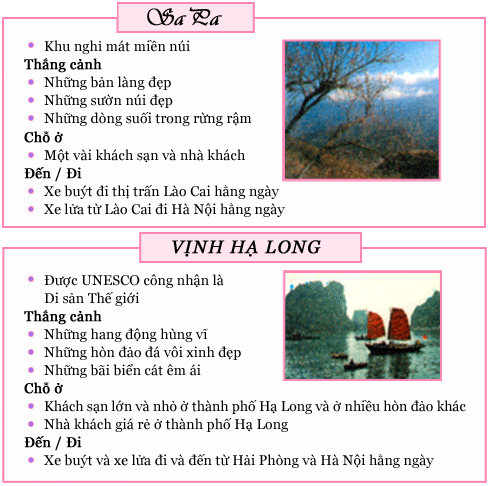 Sa Pa
• Khu nghỉ mát miền núi
Thắng cảnh
• Những bản làng đẹp
• Những sườn núi đẹp
• Những dòng suối trong rừng rậm
Chỗ ở
• Một vài khách sạn và nhà khách
Đến / Đi
• Xe buýt đi thị trấn Lào Cai hằng ngày
• Xe lửa từ Lào Cai đi Hà Nội hằng ngày
VỊNH HẠ LONG
• Được UNESCO công nhận là
Di sản Thế giới
Thắng cảnh
• Những hang động hùng vĩ
• Những hòn đảo đá vôi xinh đẹp
• Những bãi biển cát êm ái
Chỗ ở
• Khách sạn lớn và nhỏ ở thành phố Hạ Long và ở nhiều hòn đảo khác
• Nhà khách giá rẻ ở thành phố Hạ Long
Đến / Đi
• Xe buýt và xe lửa đi và đến từ Hải Phòng và Hà Nội hằng ngày